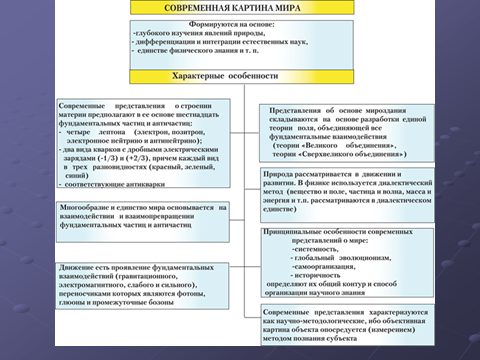 СОВРЕМЕННАЯ КАРТИНА МИРА
Формируются на основе:
-глубокого изучения явлений природы,
- дифференциации и интеграции естественных наук,
- единстве физического знания и т. п.
Характерные особенности
Современные представления о строении
материи предполагают в ее основе шестнадцать
фундаментальных частиц и античастиц:
- четыре лептона (электрон, позитрон,
электронное нейтрино и антинейтрино);
- два вида кварков с дробными электрическими
зарядами (-1/3) и (+2/3), причем каждый вид
в трех разновидностях (красный, зеленый,
синий)
- соответствующие антикварки
Многообразие и единство мира основывается на
взаимодействии и взаимопревращении
фундаментальных частиц и античастиц
Движение есть проявление фундаментальных
взаимодействий (гравитационного,
электромагнитного, слабого и сильного),
переносчиками которых являются фотоны,
глюоны и промежуточные бозоны
Представления об основе мироздания
складываются на основе разработки единой
теории поля, объединяющей все
фундаментальные взаимодействия
(теории «Великого объединения»,
теории «Сверхвеликого объединения»)
Природа рассматривается в движении и
развитии. В физике используется диалектический
метод (вещество и поле, частица и волна, масса и
энергия и т.п. рассматриваются в диалектическом
единстве)
Принципиальные особенности современных
представлений о мире:
-системность,
- глобальный эволюционизм,
-самоорганизация,
- историчность
определяют их общий контур и способ
организации научного знания
Современные представления характеризуются
как научно-методологические, ибо объективная
картина объекта опосредуется (измерением)
методом познания субъекта